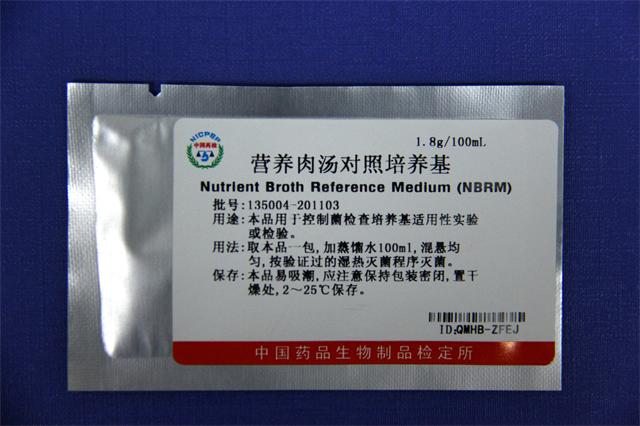 NICPBP
中国药检
1.8g/100mL
营养肉汤对照培养基
Nutrient Broth Reference Medium (NBRM)
批号:135004-201103
用途:本品用于控制菌检查培养基适用性实验
或检验。
用法:取本品一包,加蒸馏水100ml,混悬均
匀,按验证过的湿热灭菌程序灭菌。
保存:本品易吸潮,应注意保持包装密闭,置干
燥处,2～25℃保存。
ID:QMHB-ZFEJ
中国药品生物制品检定所